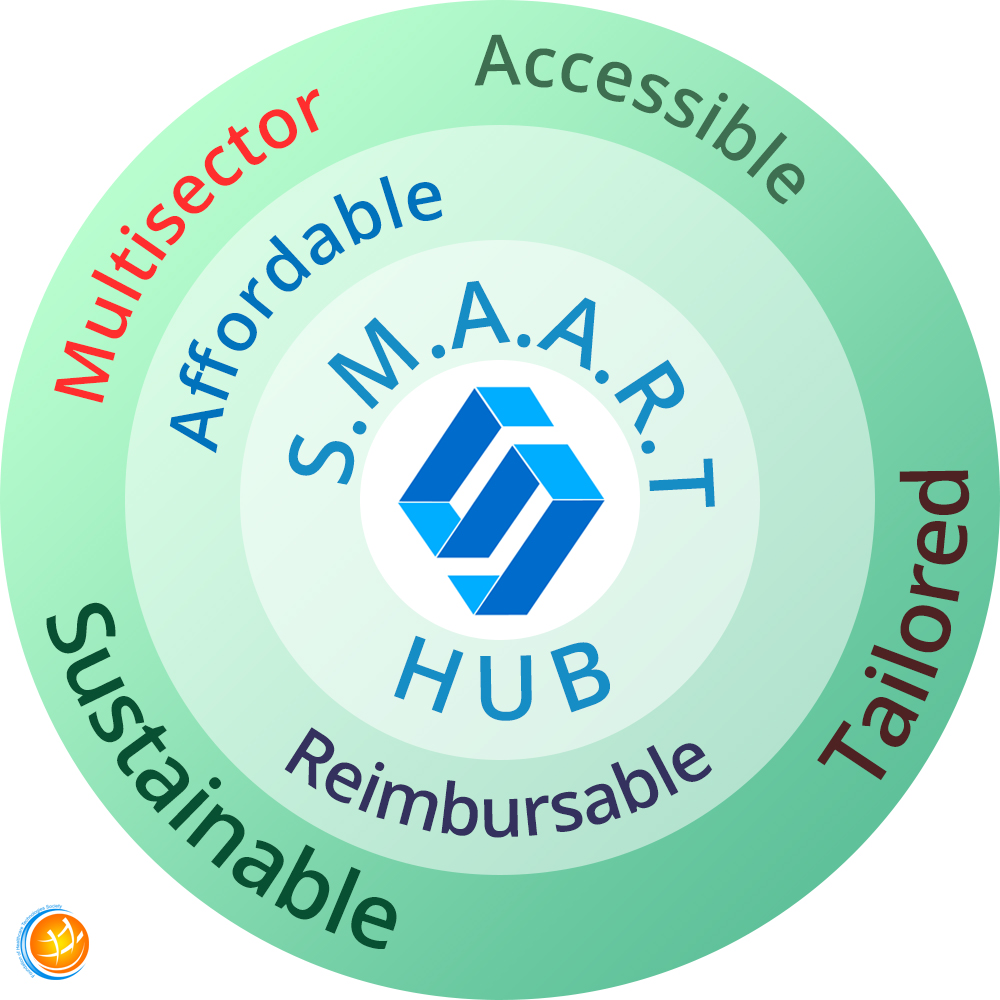 Accessible
Multisector
Affordable
S.M.A.A.R.T
HUB
Tailored
Sustainable
Reimbursable